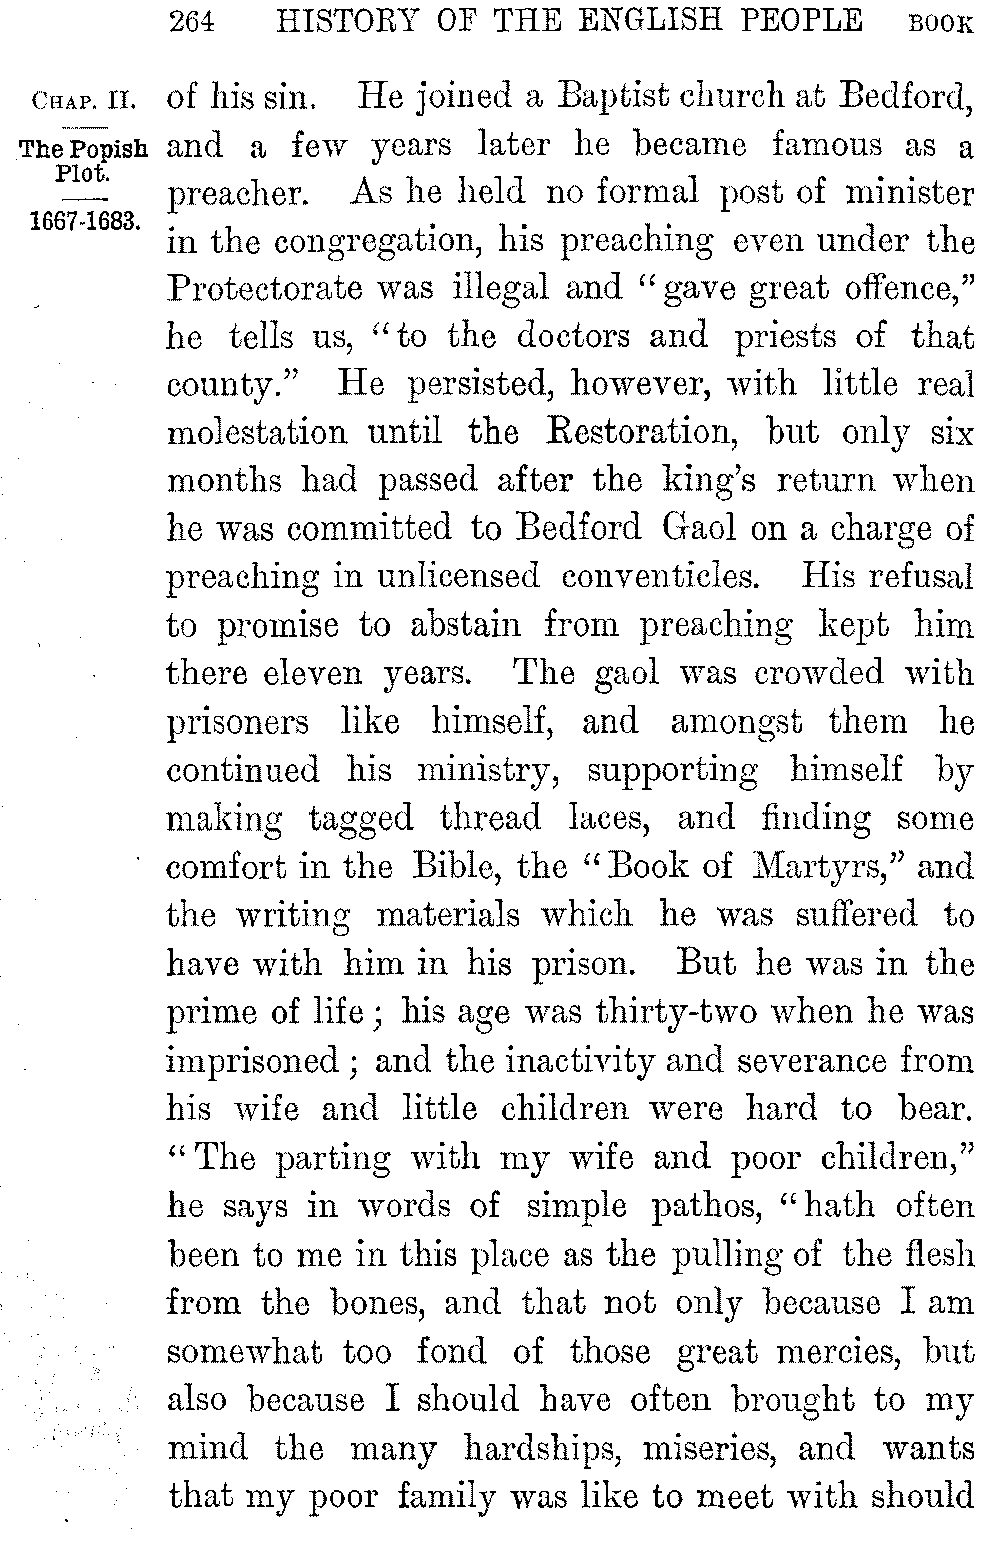 264 HISTORY OF THE ENGLISH PEOPLE BOOK
CHAP. II.
The Popish
Plot.
1667-1683.
of his sin. He joined a Baptist church at Bedford,
and a few years later he became famous as a
preacher. As he held no formal post of minister
in the congregation, his preaching even under the
Protectorate was illegal and “gave great offence,”
he tells us, “to the doctors and priests of that
county.” He persisted, however, with little real
molestation until the Restoration, but only six
months had passed after the king’s return when
he was committed to Bedford Gaol on a charge of
preaching in unlicensed conventicles. His refusal
to promise to abstain from preaching kept him
there eleven years. The gaol was crowded with
prisoners like himself, and amongst them he
continued his ministry, supporting himself by
making tagged thread laces, and finding some
comfort in the Bible, the “Book of Martyrs,” and
the writing materials which he was suffered to
have with him in his prison. But he was in the
prime of life; his age was thirty-two when he was
imprisoned; and the inactivity and severance from
his wife and little children were hard to bear.
“The parting with my wife and poor children,”
he says in words of simple pathos, “hath often
been to me in this place as the pulling of the flesh
from the bones, and that not only because I am
somewhat too fond of those great mercies, but
also because I should have often brought to my
mind the many hardships, miseries, and wants
that my poor family was like to meet with should